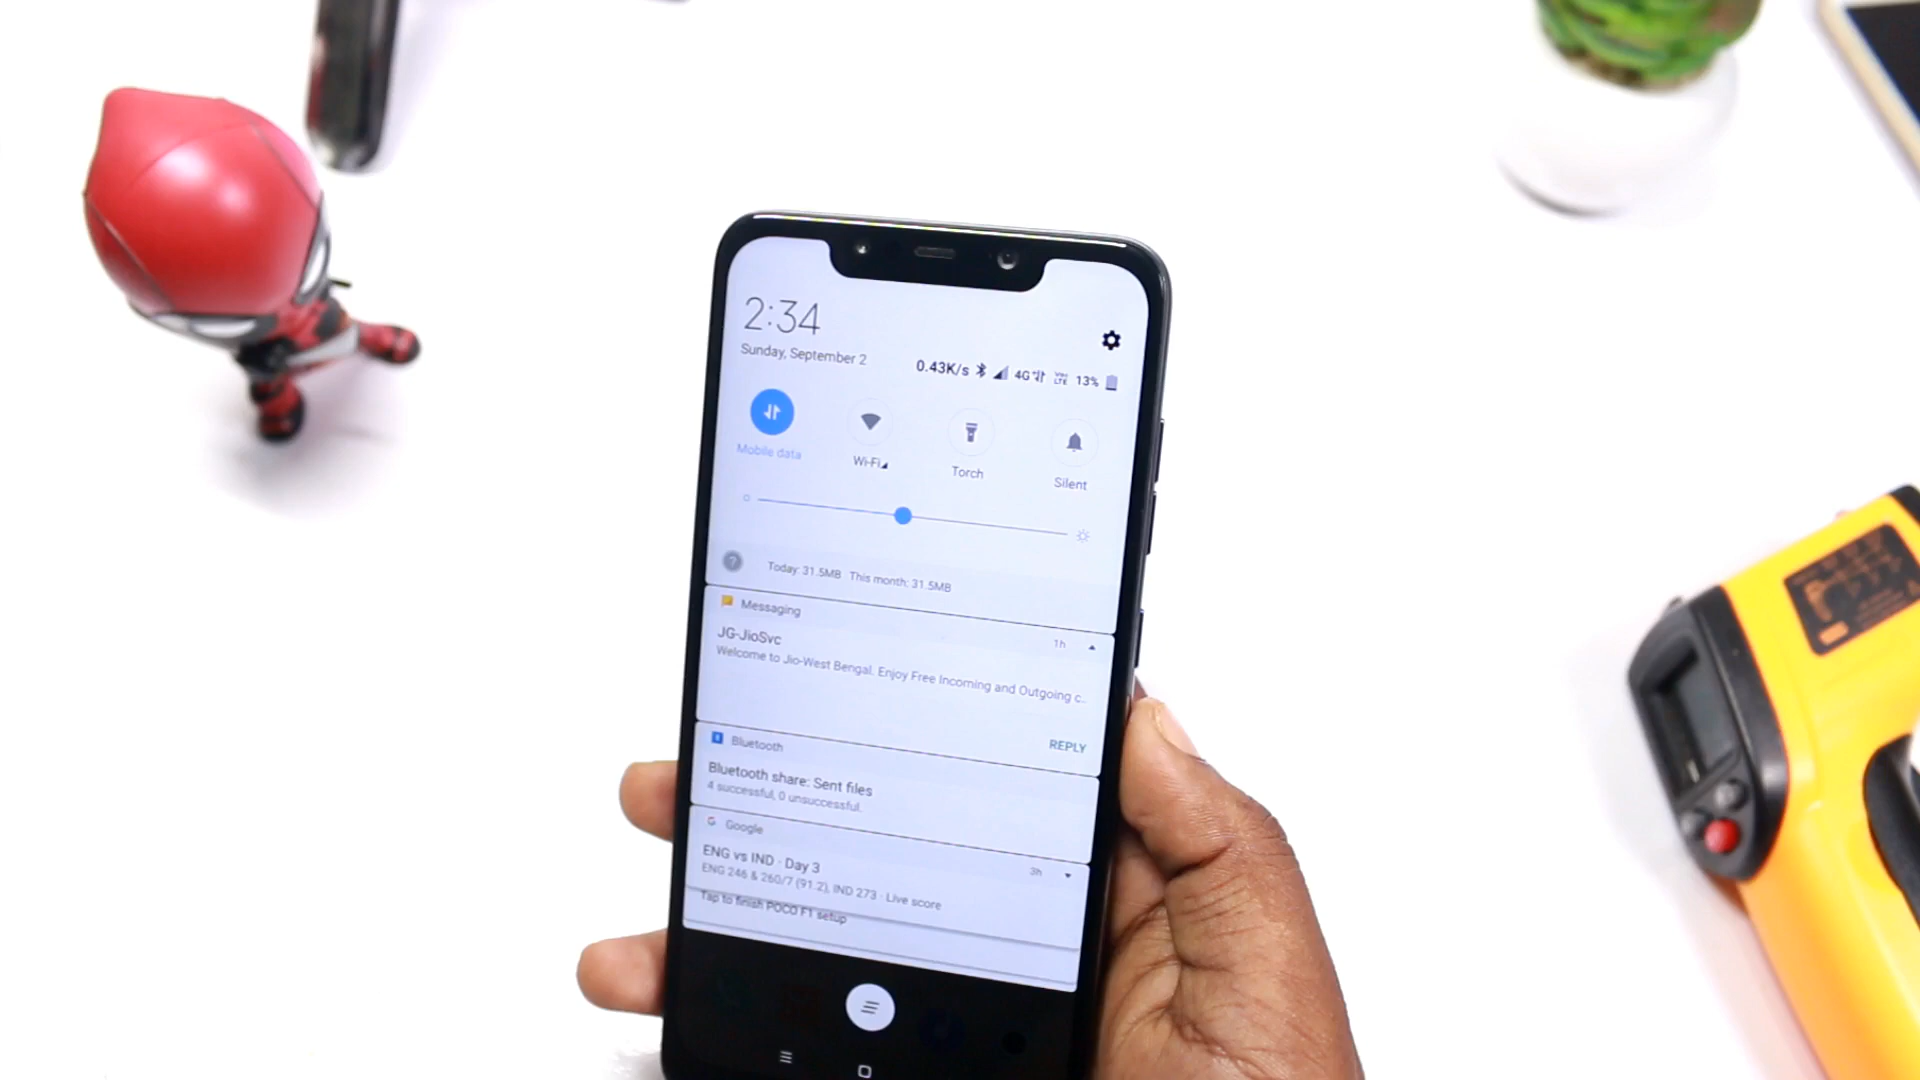 2:34
Sunday, September 2
0.43K/s 4G VoLTE 13%
Mobile data
Wi-Fi
Torch
Silent
Today: 31.5MB This month: 31.5MB
Messaging
JG-JioSvc 1h
Welcome to Jio-West Bengal. Enjoy Free Incoming and Outgoing c..
REPLY
Bluetooth
Bluetooth share: Sent files
4 successful, 0 unsuccessful.
Google
ENG vs IND · Day 3 3h
ENG 246 & 260/7 (91.2), IND 273 · Live score
Tap to finish POCO F1 setup